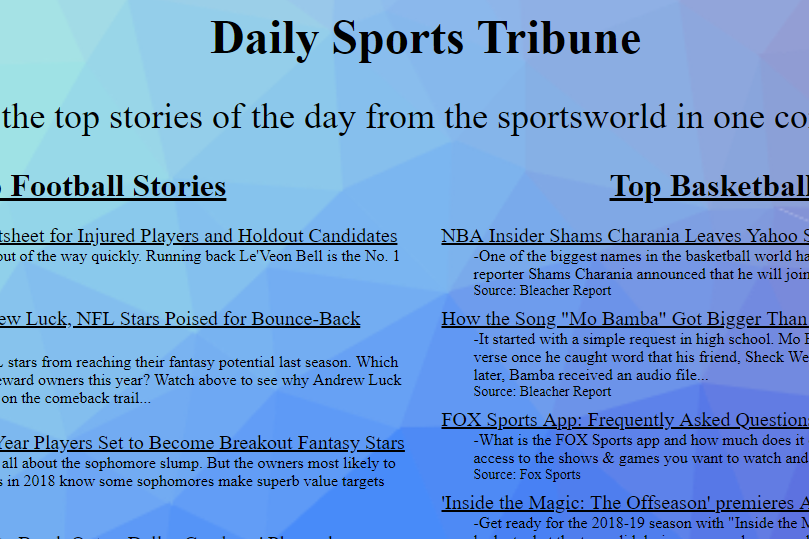 Daily Sports Tribune
the top stories of the day from the sportsworld in one
Football Stories
for Injured Players and Holdout Candidates
out of the way quickly. Running back Le'Veon Bell is the No. 1
Luck, NFL Stars Poised for Bounce-Back
stars from reaching their fantasy potential last season. Which
owners this year? Watch above to see why Andrew Luck
on the comeback trail...
Year Players Set to Become Breakout Fantasy Stars
all about the sophomore slump. But the owners most likely to
in 2018 know some sophomores make superb value targets
Top Basketball
NBA Insider Shams Charania Leaves Yahoo
-One of the biggest names in the basketball world
reporter Shams Charania announced that he will join
Source: Bleacher Report
How the Song "Mo Bamba" Got Bigger Than
-It started with a simple request in high school. Mo
verse once he caught word that his friend, Sheck
later, Bamba received an audio file...
Source: Bleacher Report
FOX Sports App: Frequently Asked Questions
-What is the FOX Sports app and how much does it
access to the shows & games you want to watch and
Source: Fox Sports
'Inside the Magic: The Offseason' premieres
-Get ready for the 2018-19 season with "Inside the